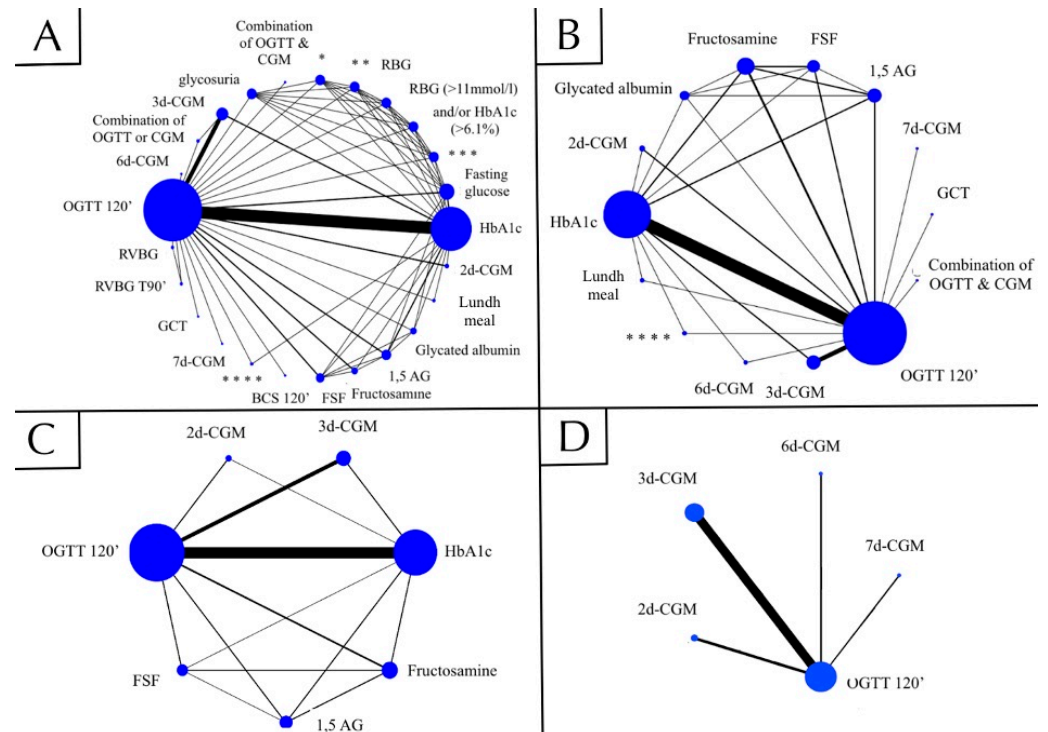 A
Combination
of OGTT &
CGM
*
* *
RBG
glycosuria
RBG (>11mmol/l)
and/or HbA1c
(>6.1%)
3d-CGM
Combination of
OGTT or CGM
* * *
6d-CGM
Fasting
glucose
OGTT 120’
HbA1c
RVBG
2d-CGM
RVBG T90’
Lundh
meal
GCT
Glycated albumin
7d-CGM
1,5 AG
* * * *
BCS 120’
FSF
Fructosamine
B
Fructosamine
FSF
1,5 AG
Glycated albumin
7d-CGM
2d-CGM
GCT
HbA1c
Combination of
OGTT & CGM
Lundh
meal
* * * *
OGTT 120’
6d-CGM
3d-CGM
C
2d-CGM
3d-CGM
OGTT 120’
HbA1c
FSF
Fructosamine
1,5 AG
D
6d-CGM
3d-CGM
7d-CGM
2d-CGM
OGTT 120’